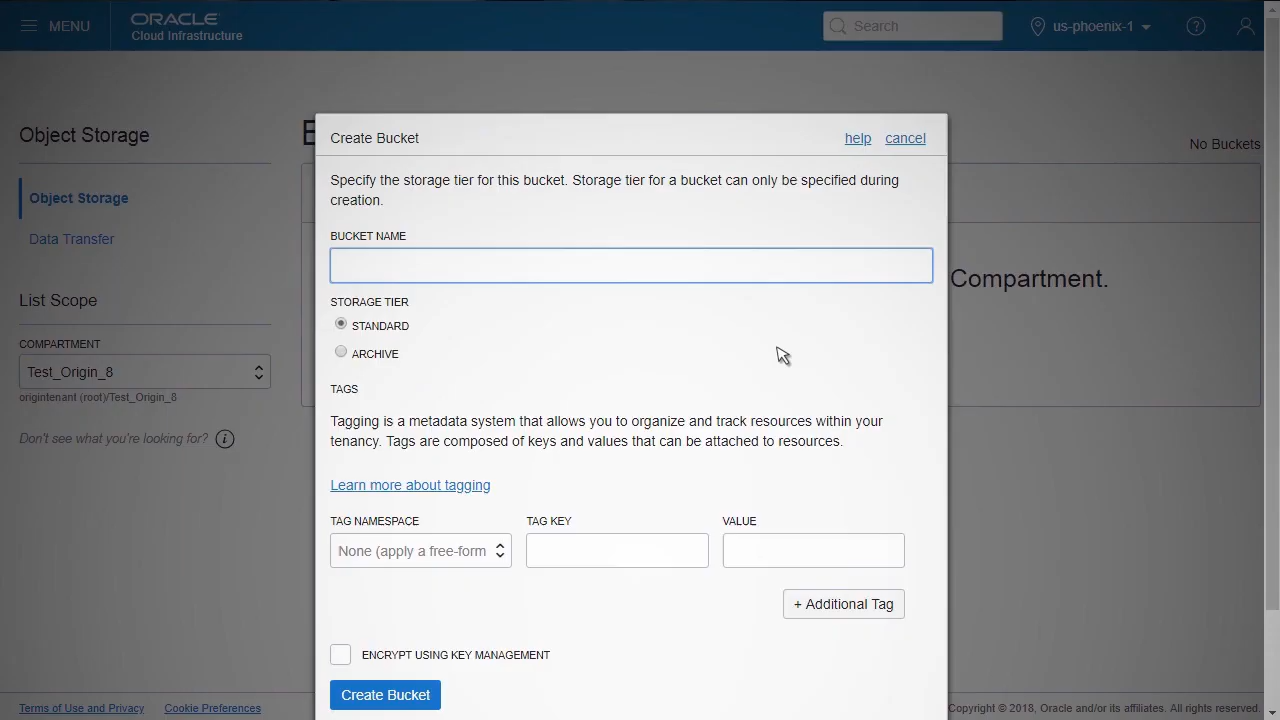 MENU
ORACLE
Cloud Infrastructure
Search
us-phoenix-1
Object Storage
No Buckets
Object Storage
Data Transfer
List Scope
COMPARTMENT
Test_Origin_8
origintenant (root)/Test_Origin_8
Don't see what you're looking for?
Compartment.
Create Bucket
help
cancel
Specify the storage tier for this bucket. Storage tier for a bucket can only be specified during
creation.
BUCKET NAME
STORAGE TIER
STANDARD
ARCHIVE
TAGS
Tagging is a metadata system that allows you to organize and track resources within your
tenancy. Tags are composed of keys and values that can be attached to resources.
Learn more about tagging
TAG NAMESPACE
TAG KEY
VALUE
None (apply a free-form
+ Additional Tag
ENCRYPT USING KEY MANAGEMENT
Create Bucket
Terms of Use and Privacy
Cookie Preferences
Copyright © 2018, Oracle and/or its affiliates. All rights reserved.